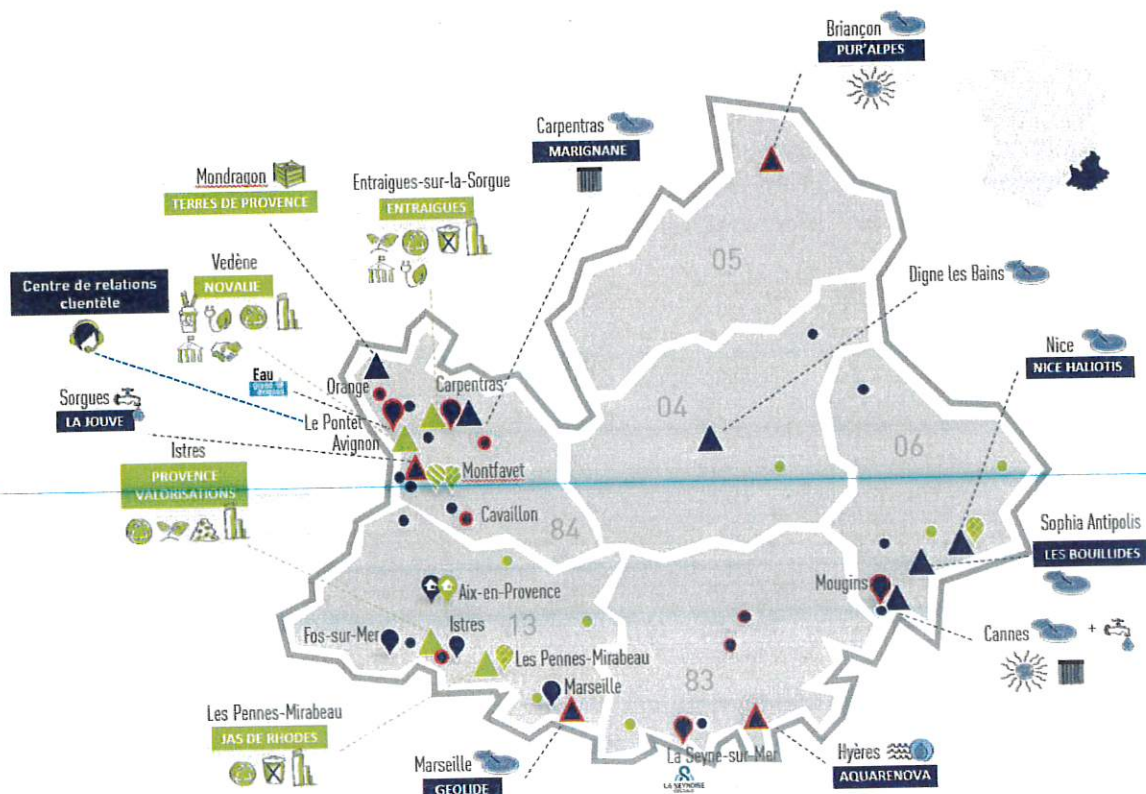 Briançon
PUR'ALPES
Carpentras
MARIGNANE
Mondragon
TERRES DE PROVENCE
Entraigues-sur-la-Sorgue
ENTRAIGUES
Vedène
NOVALIE
Centre de relations
clientèle
05
Digne les Bains
Nice
NICE HALIOTIS
Eau
Orange
Carpentras
Sorgues
LA JOUVE
Le Pontet
Avignon
04
06
Istres
PROVENCE
VALORISATIONS
Montfavet
Cavaillon
84
Sophia Antipolis
LES BOUILLIDES
Aix-en-Provence
Mougins
Fos-sur-Mer
Istres
13
Cannes
+
Les Pennes-Mirabeau
Marseille
83
Les Pennes-Mirabeau
JAS DE RHODES
La Seyne-sur-Mer
LA SEYNOISE
Marseille
GEOLIDE
Hyères
AQUARENOVA